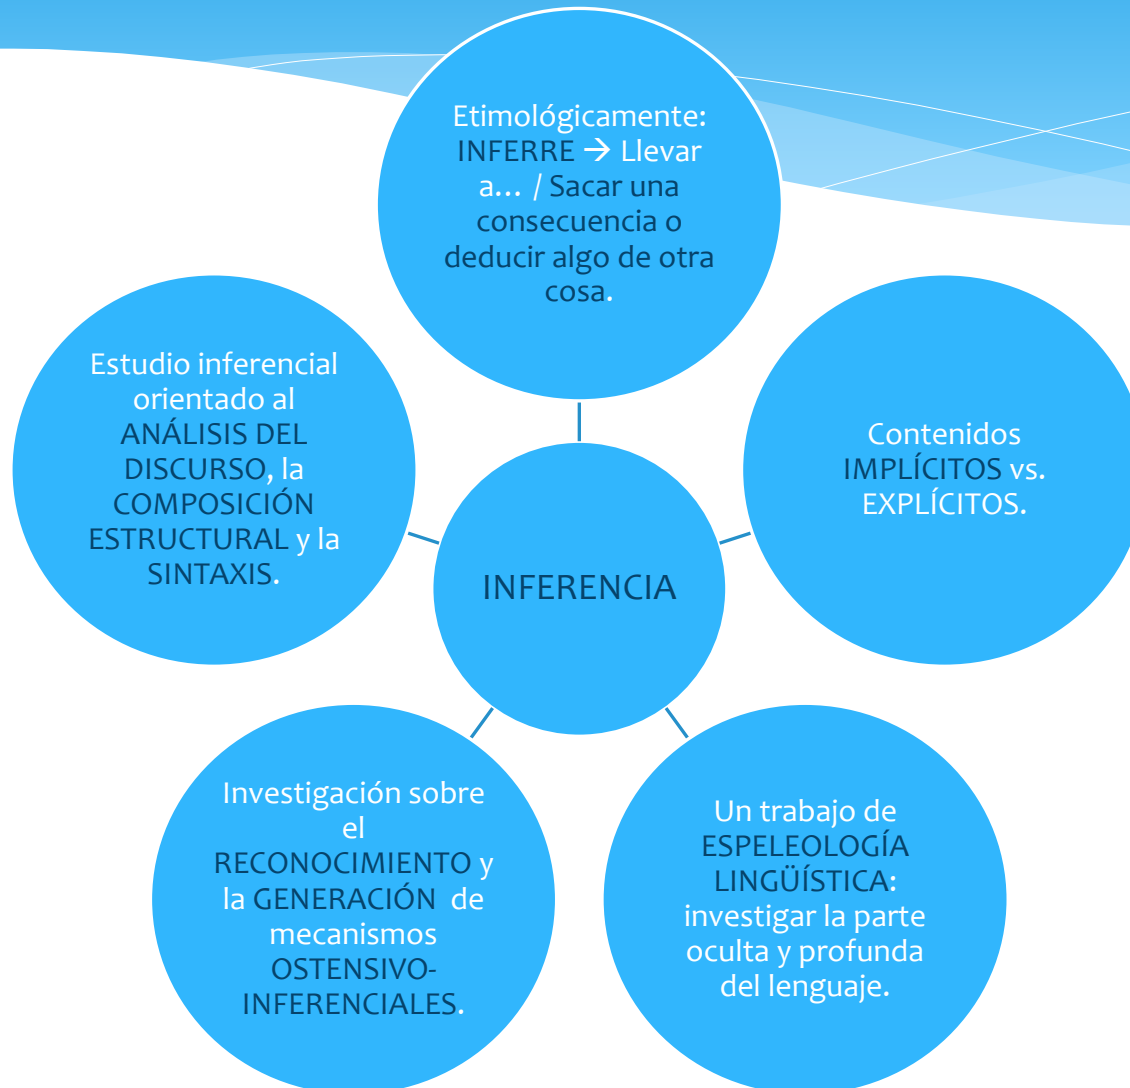 Etimológicamente:
INFERRE → Llevar
a… / Sacar una
consecuencia o
deducir algo de otra
cosa.
Estudio inferencial
orientado al
ANÁLISIS DEL
DISCURSO, la
COMPOSICIÓN
ESTRUCTURAL y la
SINTAXIS.
Contenidos
IMPLÍCITOS vs.
EXPLÍCITOS.
INFERENCIA
Investigación sobre
el
RECONOCIMIENTO y
la GENERACIÓN de
mecanismos
OSTENSIVO-
INFERENCIALES.
Un trabajo de
ESPELEOLOGÍA
LINGÜÍSTICA:
investigar la parte
oculta y profunda
del lenguaje.